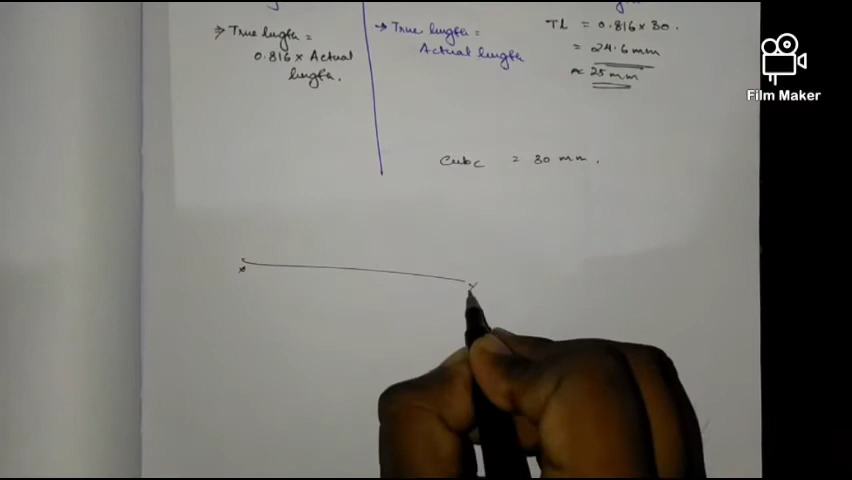 ⇒ True length =
0.816 x Actual
length.
→ True length =
Actual length
TL = 0.816 x 30.
= 24.6 mm
≈ 25 mm
Cube = 30 mm.
X
Y
Film Maker